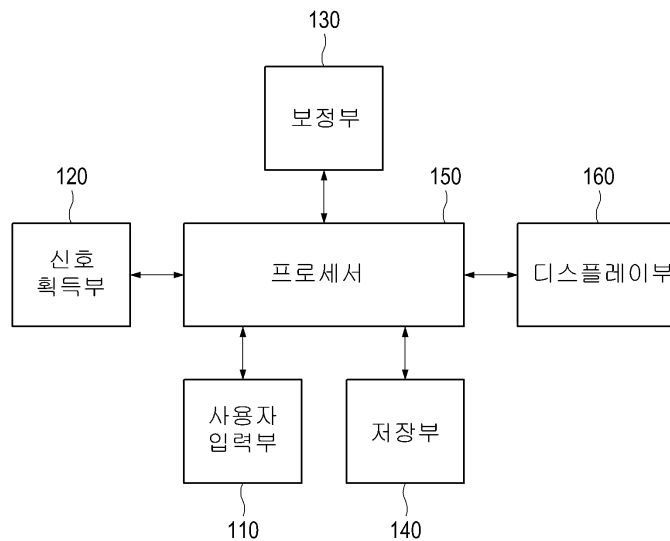 130
보정부
120
150
160
신호
획득부
프로세서
디스플레이부
사용자
입력부
저장부
110
140